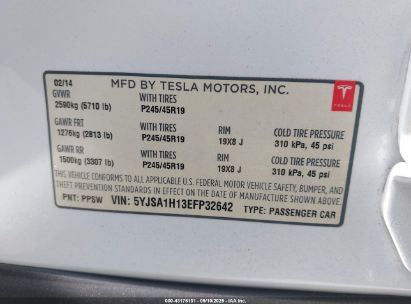 02/14 MFD BY TESLA MOTORS, INC.
GVWR WITH TIRES
2590kg (5710 lb) P245/45R19
TESLA
GAWR FRT WITH TIRES RIM COLD TIRE PRESSURE
1276kg (2813 lb) P245/45R19 19X8 J 310 kPa, 45 psi
GAWR RR WITH TIRES RIM COLD TIRE PRESSURE
1500kg (3307 lb) P245/45R19 19X8 J 310 kPa, 45 psi
THIS VEHICLE CONFORMS TO ALL APPLICABLE U.S. FEDERAL MOTOR VEHICLE SAFETY, BUMPER, AND
THEFT PREVENTION STANDARDS IN EFFECT ON THE DATE OF MANUFACTURE SHOWN ABOVE.
PNT: PPSW VIN: 5YJSA1H13EFP32642 TYPE: PASSENGER CAR